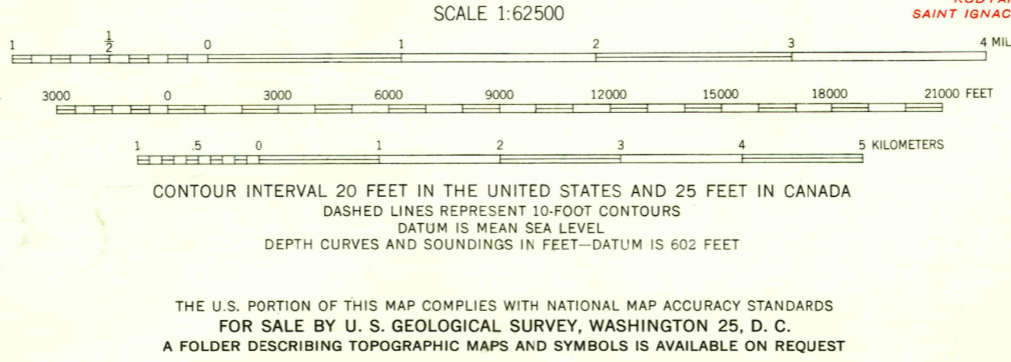 SAINT IGNAC
SCALE 1:62500
1 1/2 0 1 2 3 4 MIL
3000 0 3000 6000 9000 12000 15000 18000 21000 FEET
1 .5 0 1 2 3 4 5 KILOMETERS
CONTOUR INTERVAL 20 FEET IN THE UNITED STATES AND 25 FEET IN CANADA
DASHED LINES REPRESENT 10-FOOT CONTOURS
DATUM IS MEAN SEA LEVEL
DEPTH CURVES AND SOUNDINGS IN FEET—DATUM IS 602 FEET
THE U.S. PORTION OF THIS MAP COMPLIES WITH NATIONAL MAP ACCURACY STANDARDS
FOR SALE BY U. S. GEOLOGICAL SURVEY, WASHINGTON 25, D. C.
A FOLDER DESCRIBING TOPOGRAPHIC MAPS AND SYMBOLS IS AVAILABLE ON REQUEST